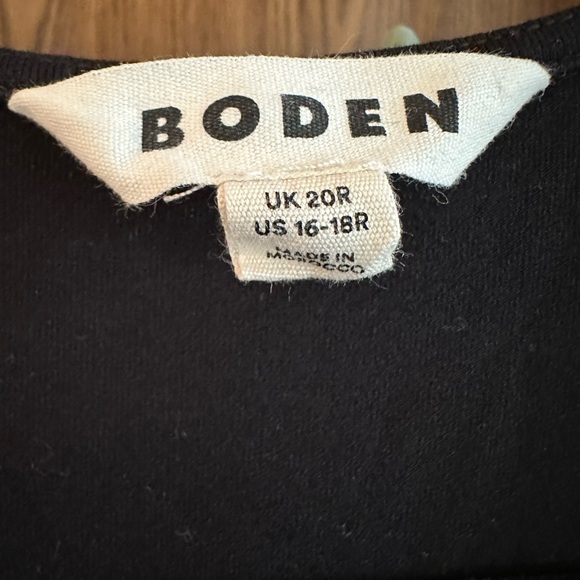 BODEN
UK 20R
US 16-18R
MADE IN
MOROCCO